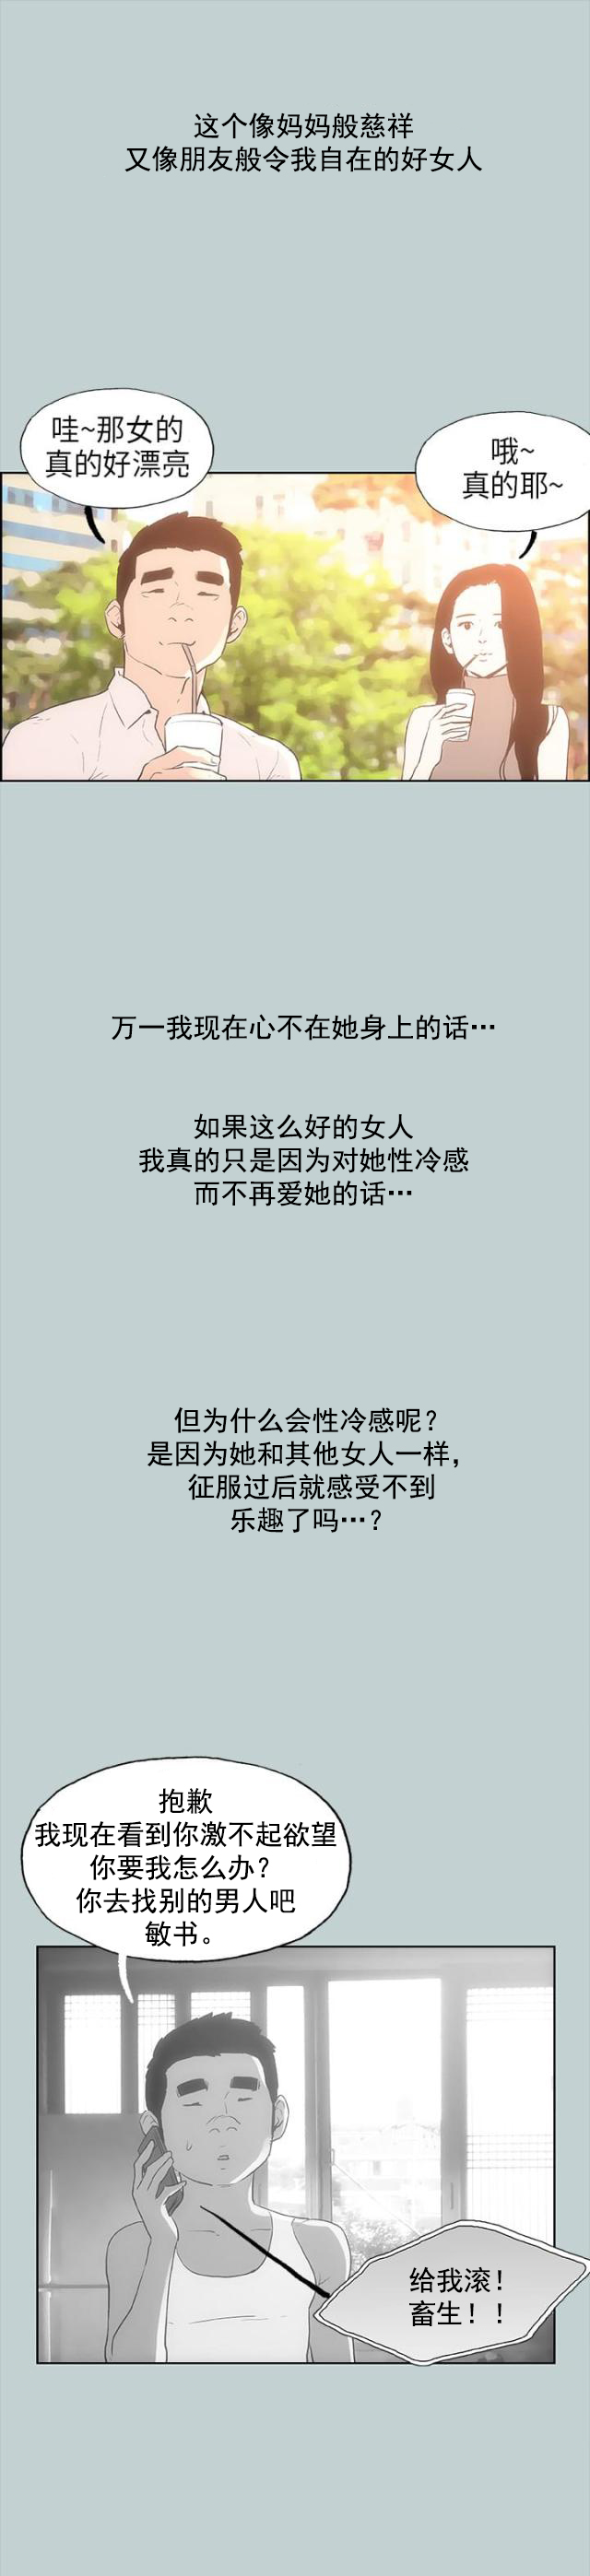 这个像妈妈般慈祥
又像朋友般令我自在的好女人
哇~那女的
真的好漂亮
哦~
真的耶~
万一我现在心不在她身上的话…
如果这么好的女人
我真的只是因为对她性冷感
而不再爱她的话…
但为什么会性冷感呢？
是因为她和其他女人一样，
征服过后就感受不到
乐趣了吗…？
抱歉
我现在看到你激不起欲望
你要我怎么办？
你去找别的男人吧
敏书。
给我滚！
畜生！！